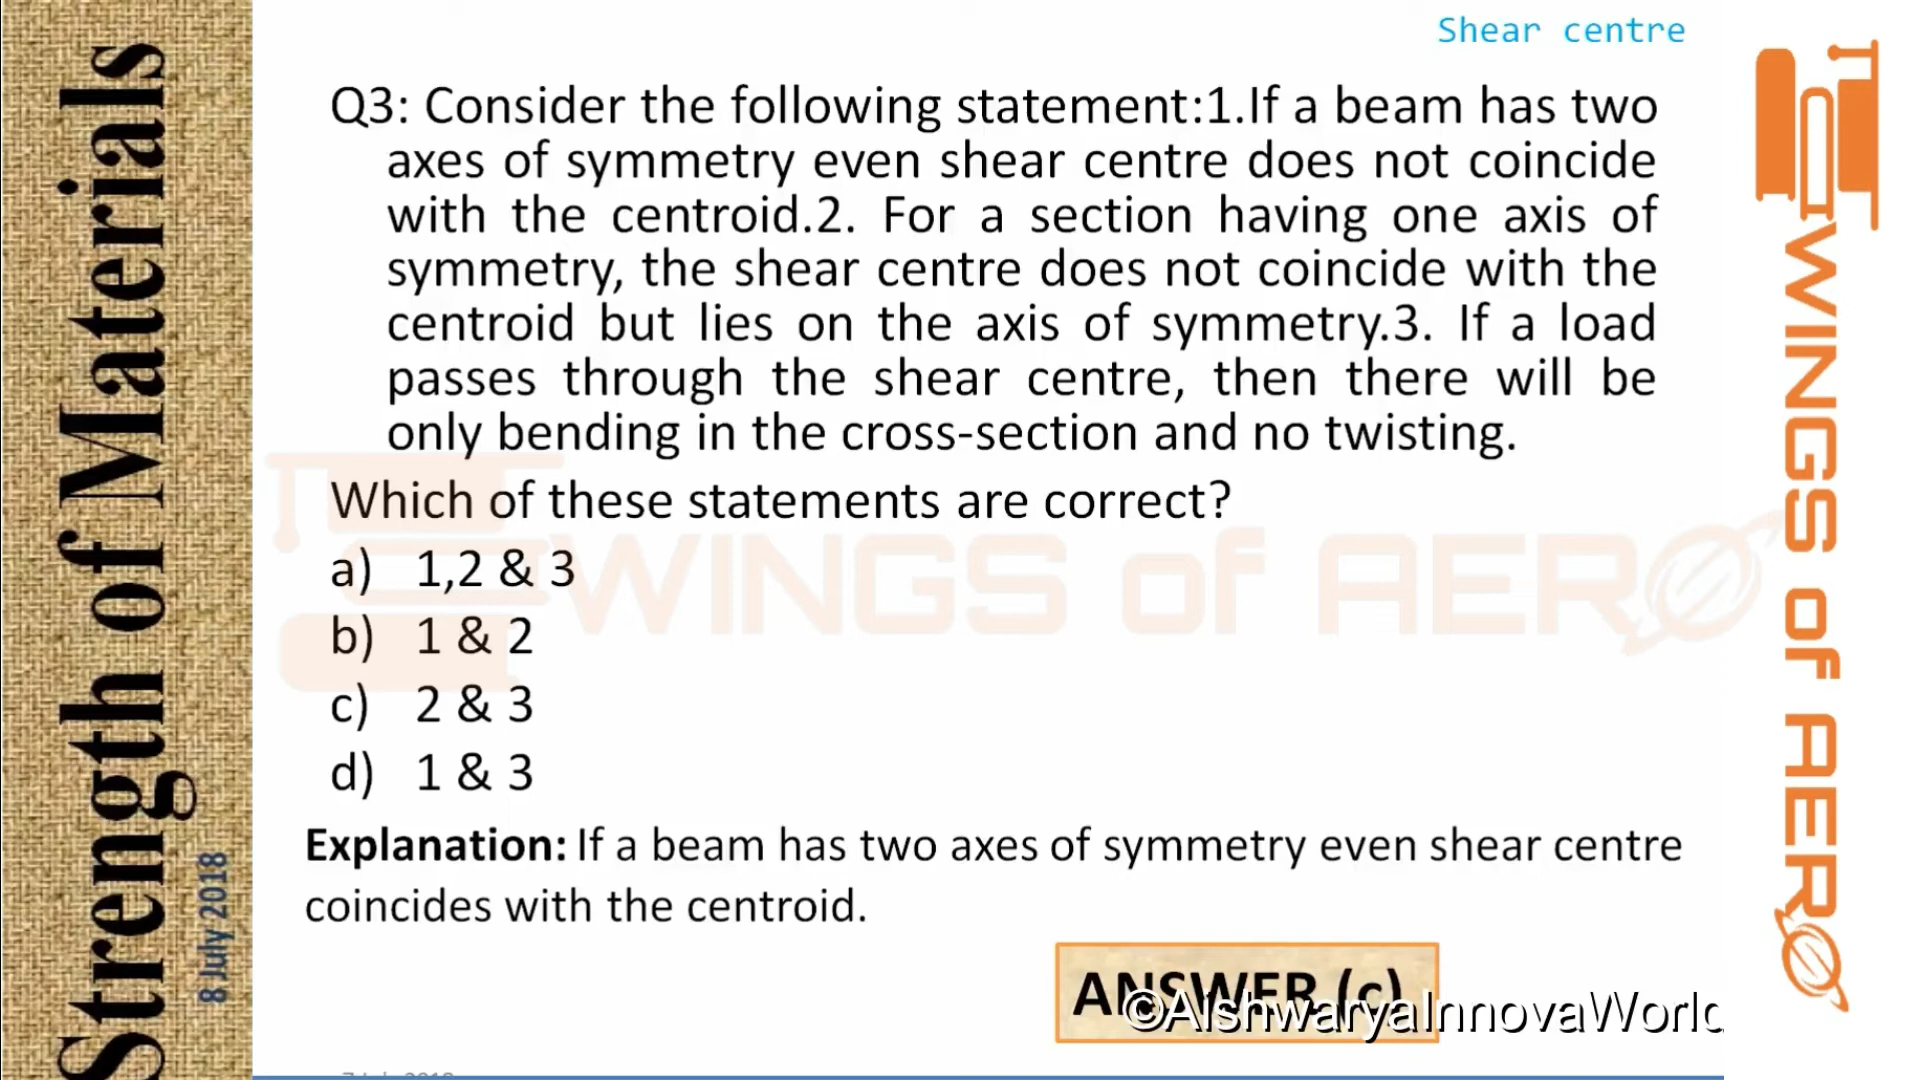 Shear centre
Strength of Materials
8 July 2018
Q3: Consider the following statement:1.If a beam has two
axes of symmetry even shear centre does not coincide
with the centroid.2. For a section having one axis of
symmetry, the shear centre does not coincide with the
centroid but lies on the axis of symmetry.3. If a load
passes through the shear centre, then there will be
only bending in the cross-section and no twisting.
Which of these statements are correct?
a) 1,2 & 3
b) 1 & 2
c) 2 & 3
d) 1 & 3
WINGS of AERO
Explanation: If a beam has two axes of symmetry even shear centre
coincides with the centroid.
ANSWER (c)
©AishwaryaInnovaWorld
WINGS of AERO